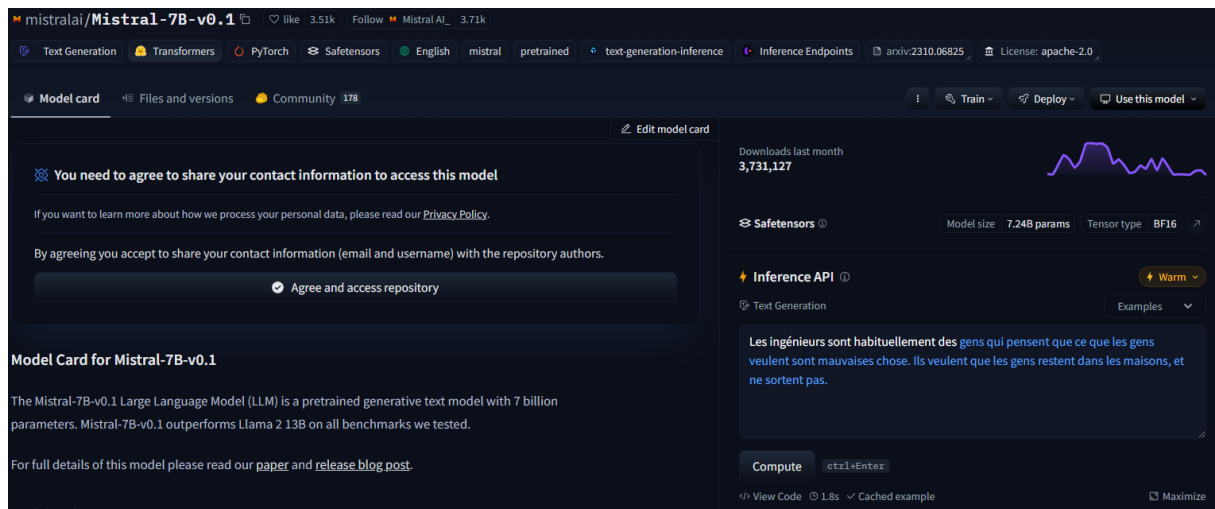 mistralai/Mistral-7B-v0.1 like 3.51k Follow Mistral AI_ 3.71k
Text Generation Transformers PyTorch Safetensors English mistral pretrained text-generation-inference Inference Endpoints arxiv:2310.06825 License: apache-2.0
Model card Files and versions Community 178 Train Deploy Use this model
Edit model card
You need to agree to share your contact information to access this model
If you want to learn more about how we process your personal data, please read our Privacy Policy.
By agreeing you accept to share your contact information (email and username) with the repository authors.
Agree and access repository
Model Card for Mistral-7B-v0.1
The Mistral-7B-v0.1 Large Language Model (LLM) is a pretrained generative text model with 7 billion
parameters. Mistral-7B-v0.1 outperforms Llama 2 13B on all benchmarks we tested.
For full details of this model please read our paper and release blog post.
Downloads last month
3,731,127
Safetensors Model size 7.24B params Tensor type BF16
Inference API Warm
Text Generation Examples
Les ingénieurs sont habituellement des gens qui pensent que ce que les gens
veulent sont mauvaises chose. Ils veulent que les gens restent dans les maisons, et
ne sortent pas.
Compute ctrl+Enter
</> View Code 1.8s Cached example Maximize